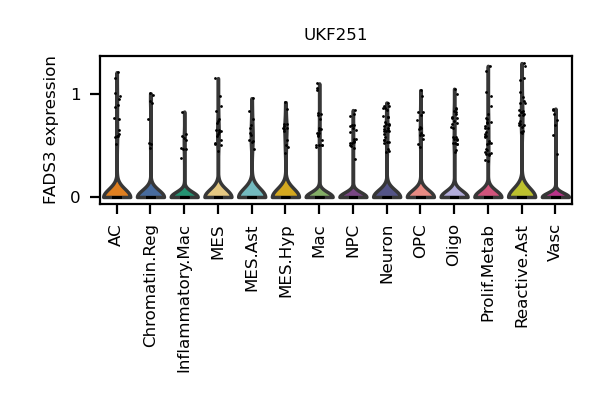 UKF251
FADS3 expression
1
0
AC
Chromatin.Reg
Inflammatory.Mac
MES
MES.Ast
MES.Hyp
Mac
NPC
Neuron
OPC
Oligo
Prolif.Metab
Reactive.Ast
Vasc